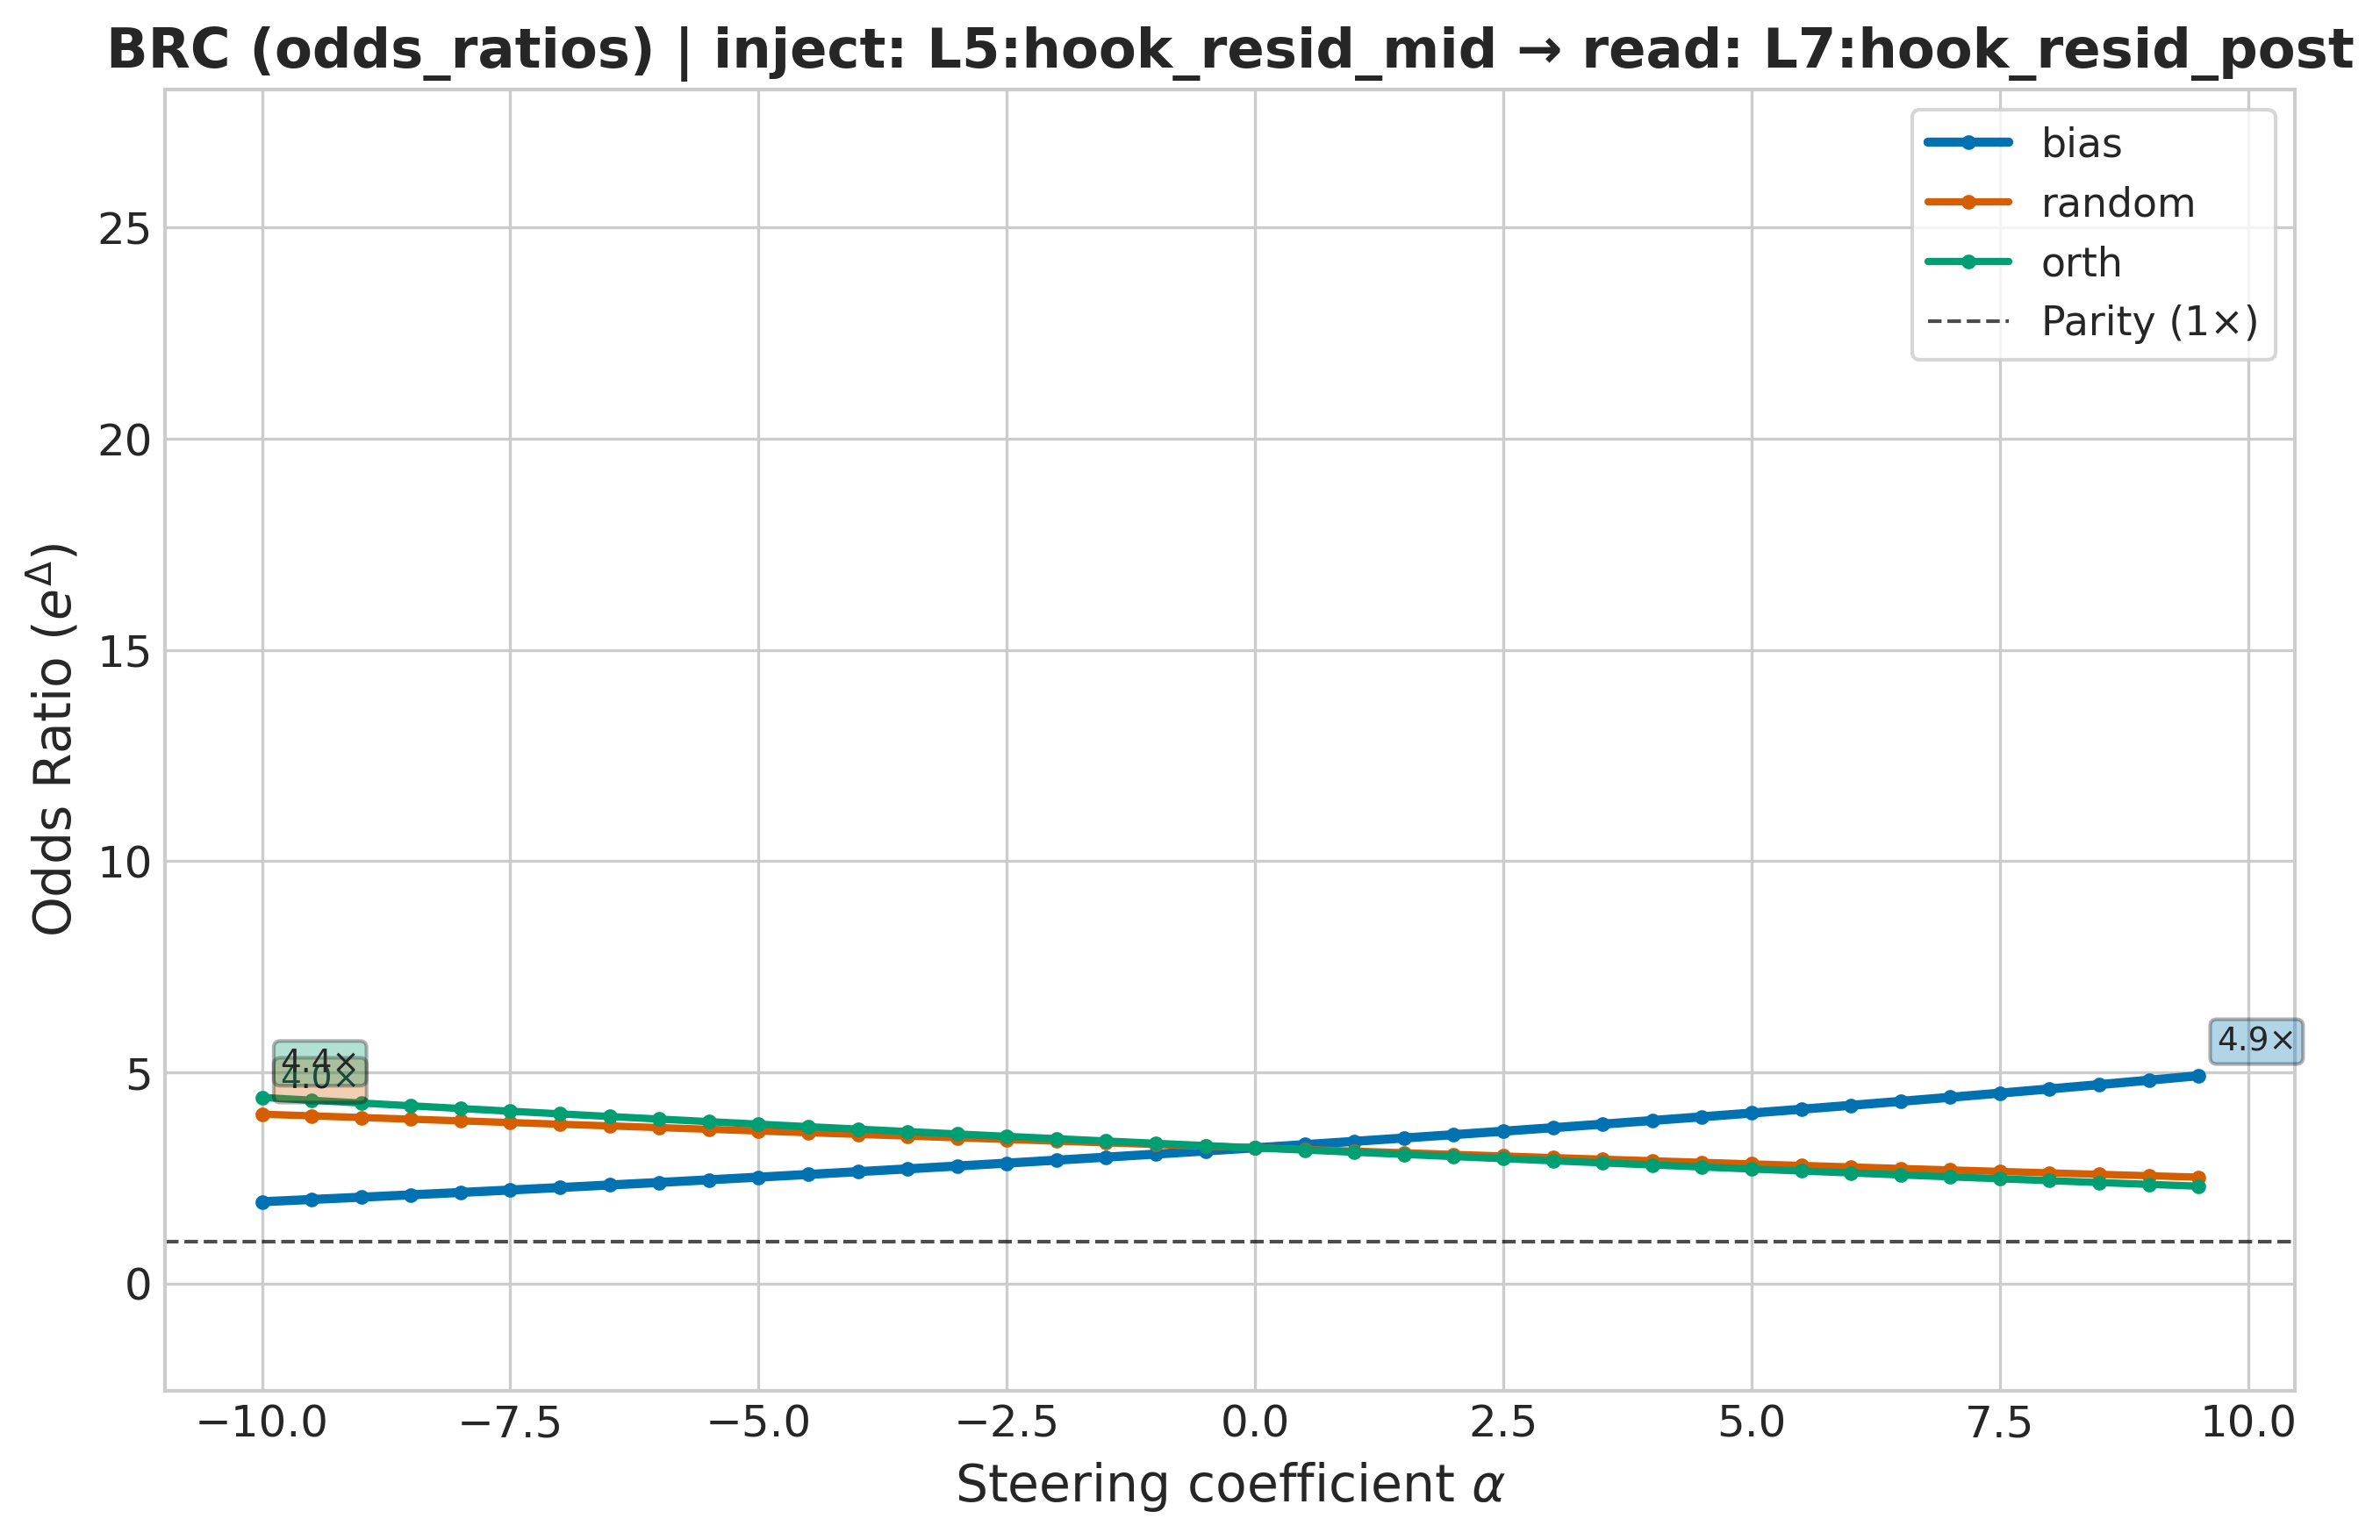 BRC (odds_ratios) | inject: L5:hook_resid_mid → read: L7:hook_resid_post
bias
random
orth
Parity (1×)
25
20
15
10
5
0
Odds Ratio (e^Δ)
4.4×
4.0×
4.9×
−10.0 −7.5 −5.0 −2.5 0.0 2.5 5.0 7.5 10.0
Steering coefficient α